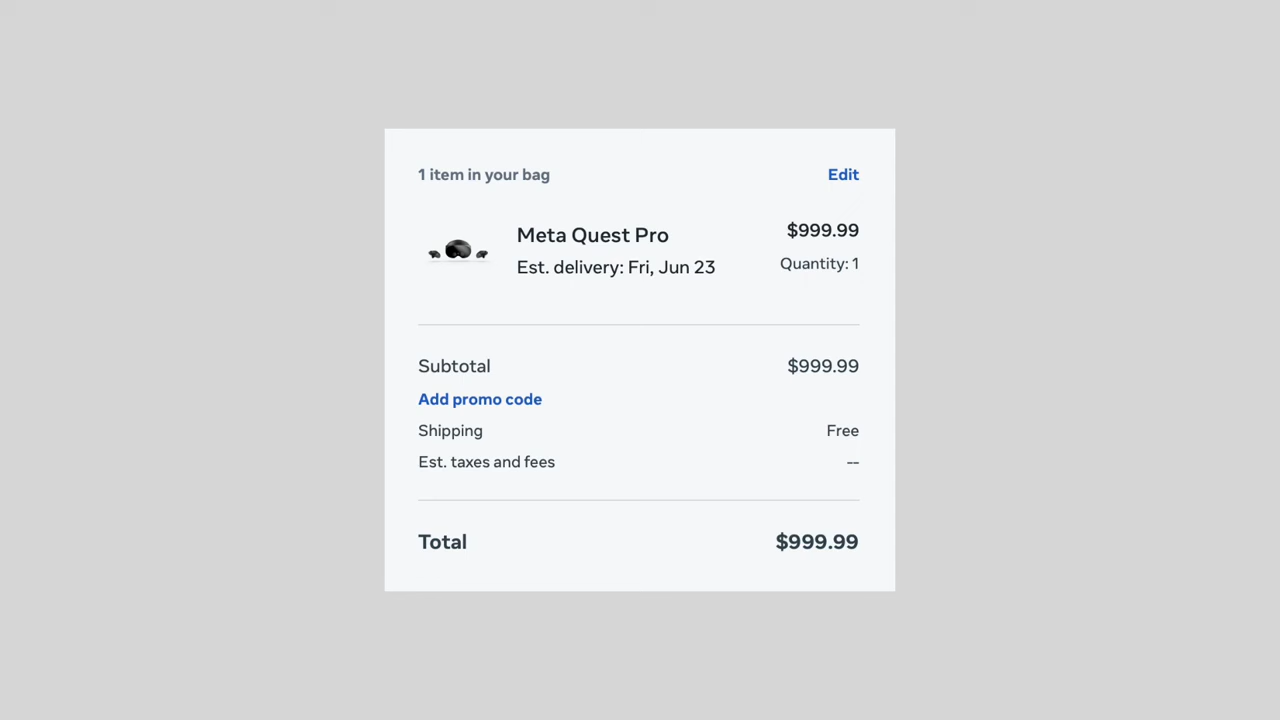 1 item in your bag
Edit
Meta Quest Pro
$999.99
Est. delivery: Fri, Jun 23
Quantity: 1
Subtotal
$999.99
Add promo code
Shipping
Free
Est. taxes and fees
--
Total
$999.99